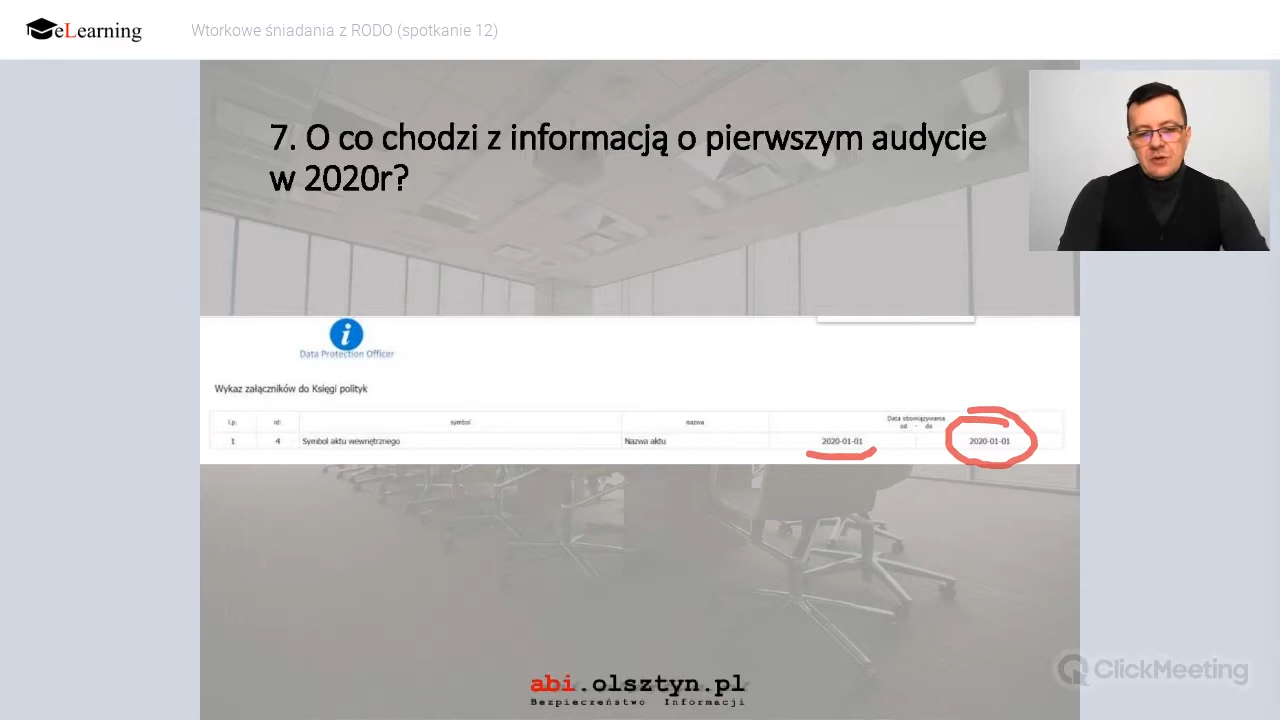 eLearning
Wtorkowe śniadania z RODO (spotkanie 12)
7. O co chodzi z informacją o pierwszym audycie
w 2020r?
i
Data Protection Officer
Wykaz załączników do Księgi polityk
l.p. id: symbol nazwa Data obowiązywania
od - do
1 4 Symbol aktu wewnętrznego Nazwa aktu 2020-01-01 2020-01-01
abi.olsztyn.pl
Bezpieczeństwo Informacji
ClickMeeting